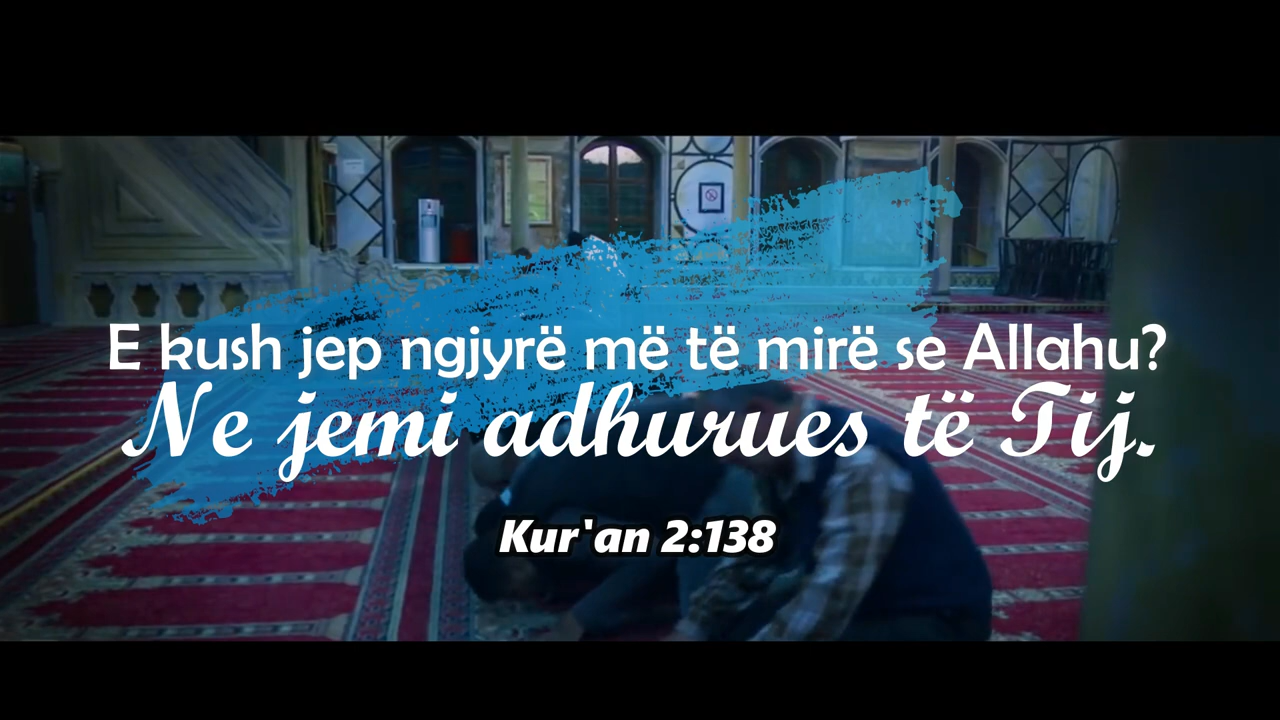 E kush jep ngjyrë më të mirë se Allahu?
Ne jemi adhurues të Tij.
Kur'an 2:138